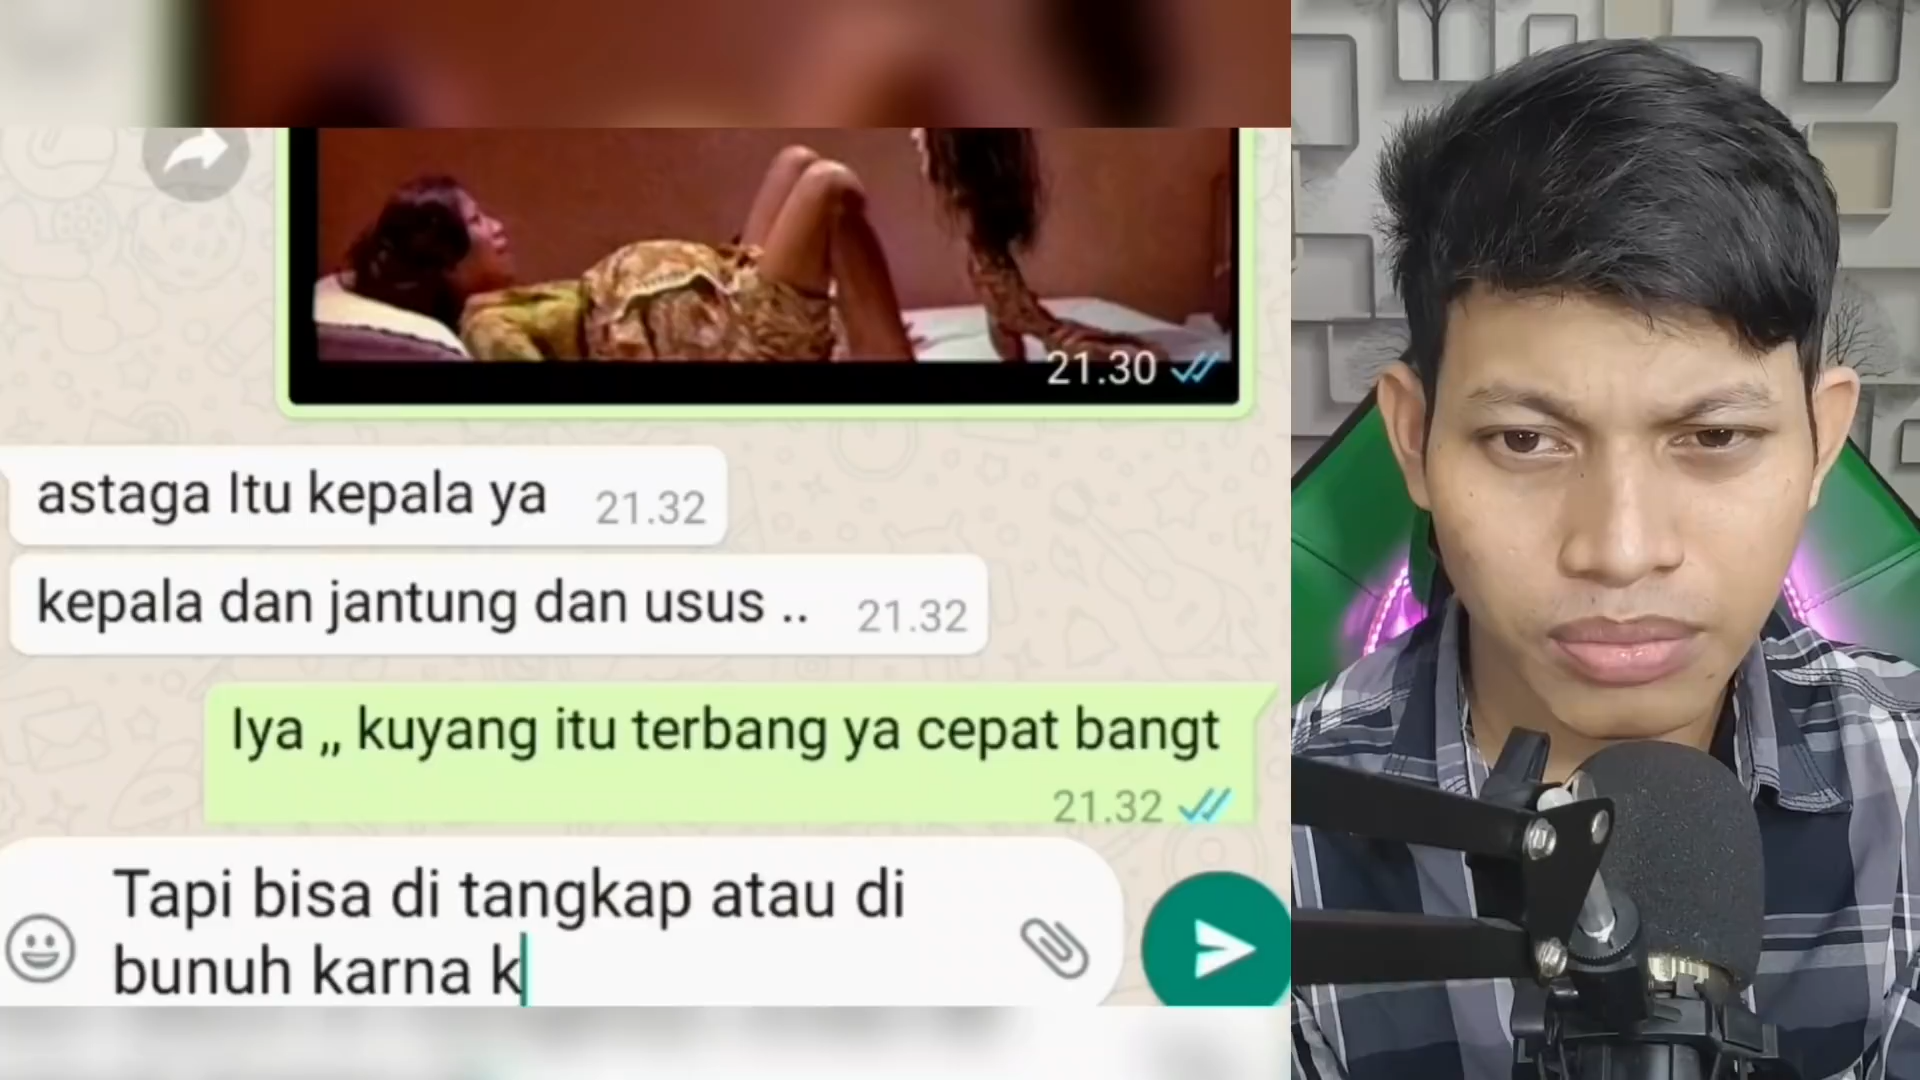 21.30
astaga Itu kepala ya 21.32
kepala dan jantung dan usus .. 21.32
Iya ,, kuyang itu terbang ya cepat bangt
21.32
Tapi bisa di tangkap atau di
bunuh karna k